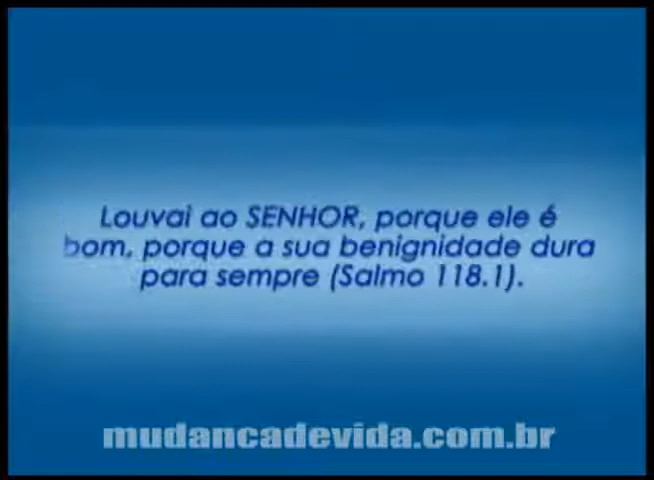 Louvai ao SENHOR, porque ele é
bom, porque a sua benignidade dura
para sempre (Salmo 118.1).
mudancadevida.com.br